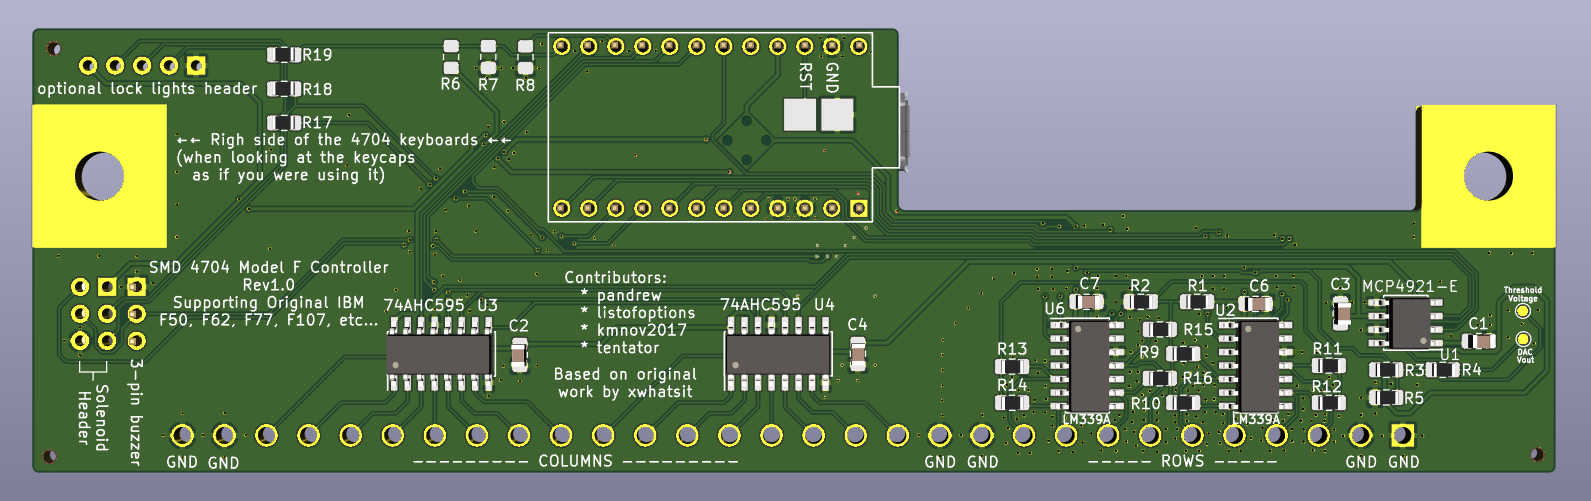 R19
R18
R17
optional lock lights header
←← Righ side of the 4704 keyboards ←←
(when looking at the keycaps
as if you were using it)
R6
R7
R8
RST
GND
SMD 4704 Model F Controller
Rev1.0
Supporting Original IBM
F50, F62, F77, F107, etc...
3-pin buzzer
Solenoid
Header
74AHC595 U3
C2
Contributors:
* pandrew
* listofoptions
* kmnov2017
* tentator
Based on original
work by xwhatsit
74AHC595 U4
C4
C7
R2
R1
C6
C3
MCP4921-E
Threshold
Voltage
U6
U2
R15
R9
R16
R10
R13
R14
LM339A
LM339A
R11
R12
C1
U1
R3
R4
R5
DAC
Vout
GND
GND
--------- COLUMNS ---------
GND
GND
----- ROWS -----
GND
GND